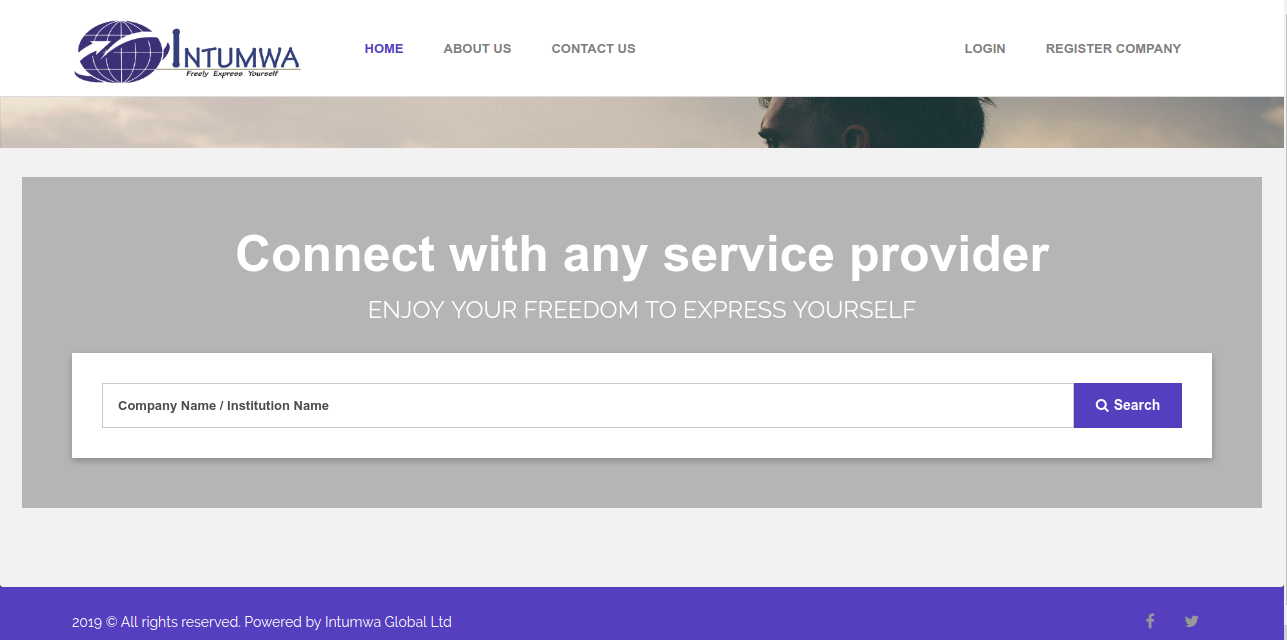 INTUMWA
Freely Express Yourself
HOME ABOUT US CONTACT US LOGIN REGISTER COMPANY
Connect with any service provider
ENJOY YOUR FREEDOM TO EXPRESS YOURSELF
Company Name / Institution Name Search
2019 © All rights reserved. Powered by Intumwa Global Ltd